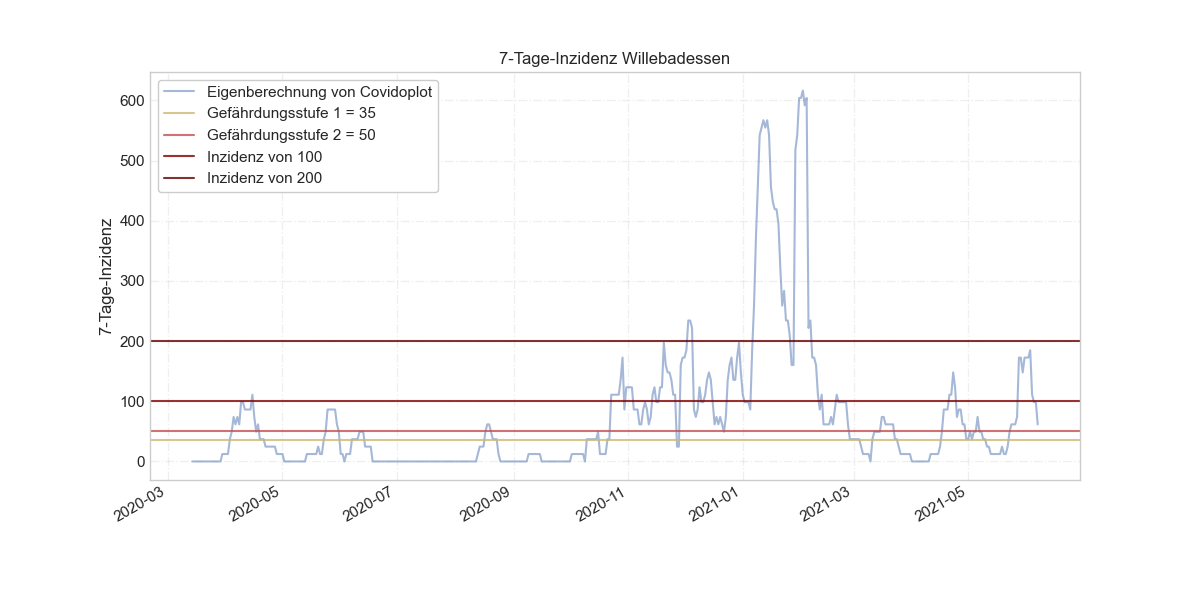 7-Tage-Inzidenz Willebadessen
Eigenberechnung von Covidoplot
Gefährdungsstufe 1 = 35
Gefährdungsstufe 2 = 50
Inzidenz von 100
Inzidenz von 200
7-Tage-Inzidenz
600
500
400
300
200
100
0
2020-03
2020-05
2020-07
2020-09
2020-11
2021-01
2021-03
2021-05